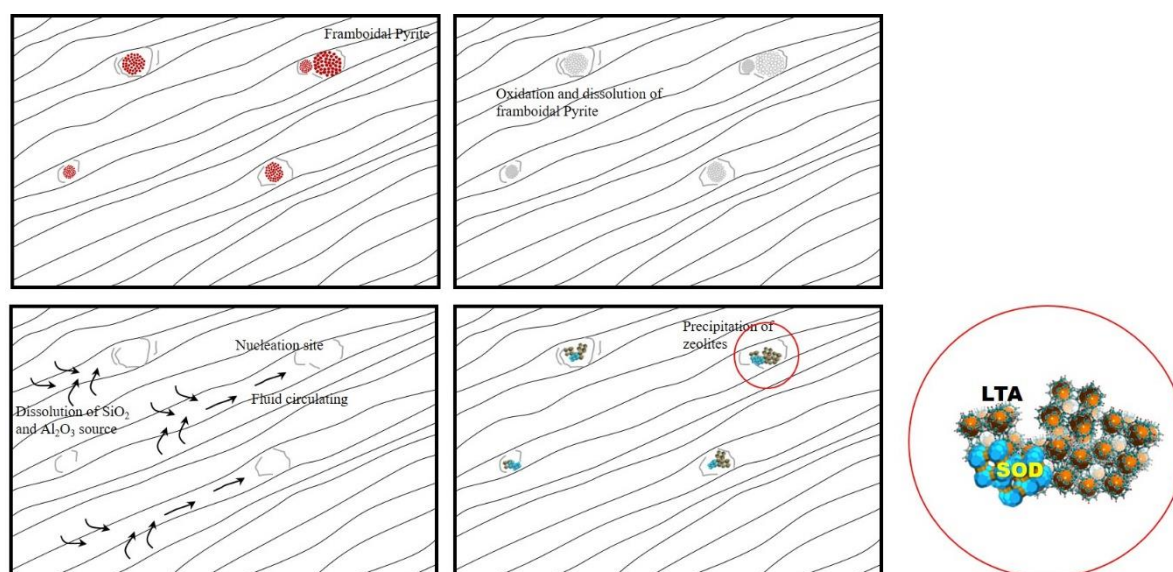 Framboidal Pyrite
Oxidation and dissolution of
framboidal Pyrite
Nucleation site
Fluid circulating
Dissolution of SiO₂
and Al₂O₃ source
Precipitation of
zeolites
LTA
SOD